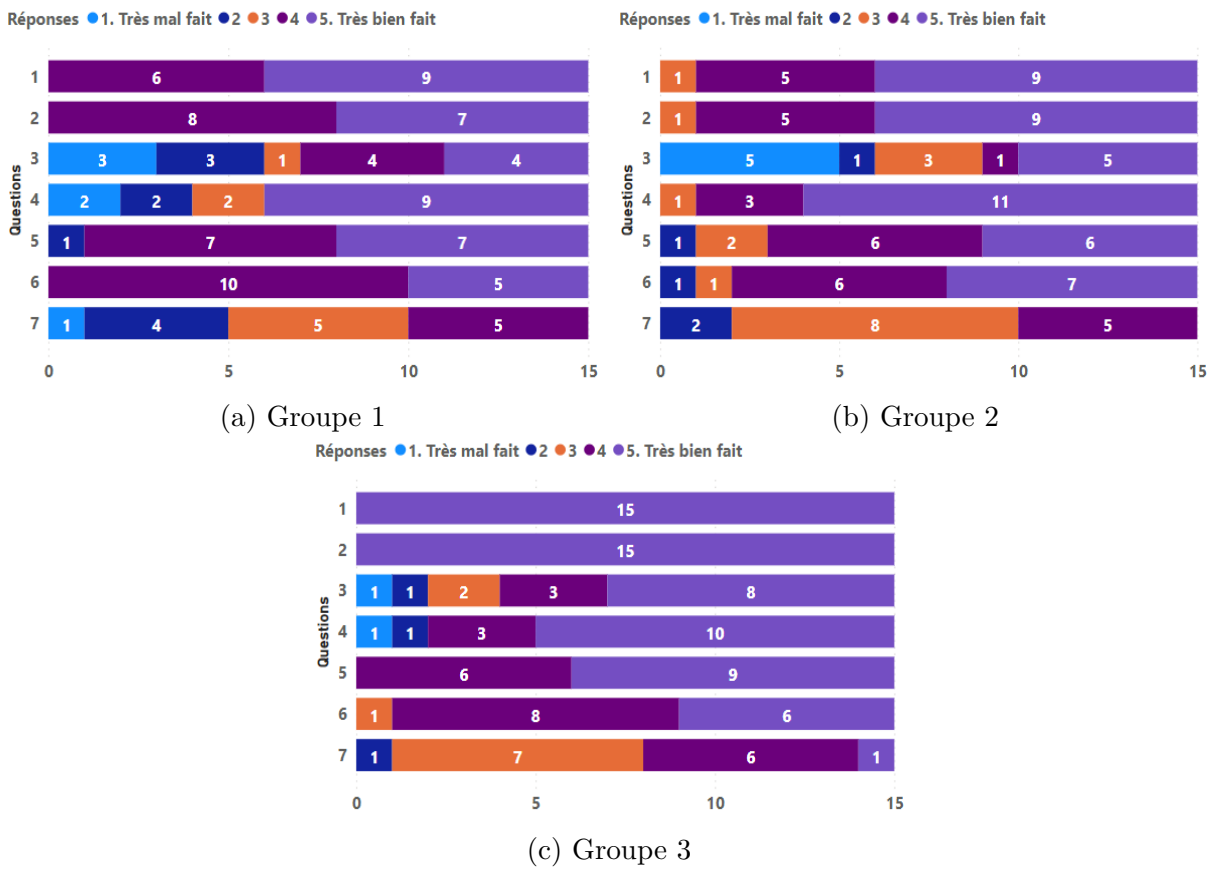 Réponses 1. Très mal fait 2 3 4 5. Très bien fait
1 6 9
2 8 7
3 3 3 1 4 4
4 2 2 2 9
5 1 7 7
6 10 5
7 1 4 5 5
0 5 10 15
Questions
(a) Groupe 1
Réponses 1. Très mal fait 2 3 4 5. Très bien fait
1 1 5 9
2 1 5 9
3 5 1 3 1 5
4 1 3 11
5 1 2 6 6
6 1 1 6 7
7 2 8 5
0 5 10 15
Questions
(b) Groupe 2
Réponses 1. Très mal fait 2 3 4 5. Très bien fait
1 15
2 15
3 1 1 2 3 8
4 1 1 3 10
5 6 9
6 1 8 6
7 1 7 6 1
0 5 10 15
Questions
(c) Groupe 3